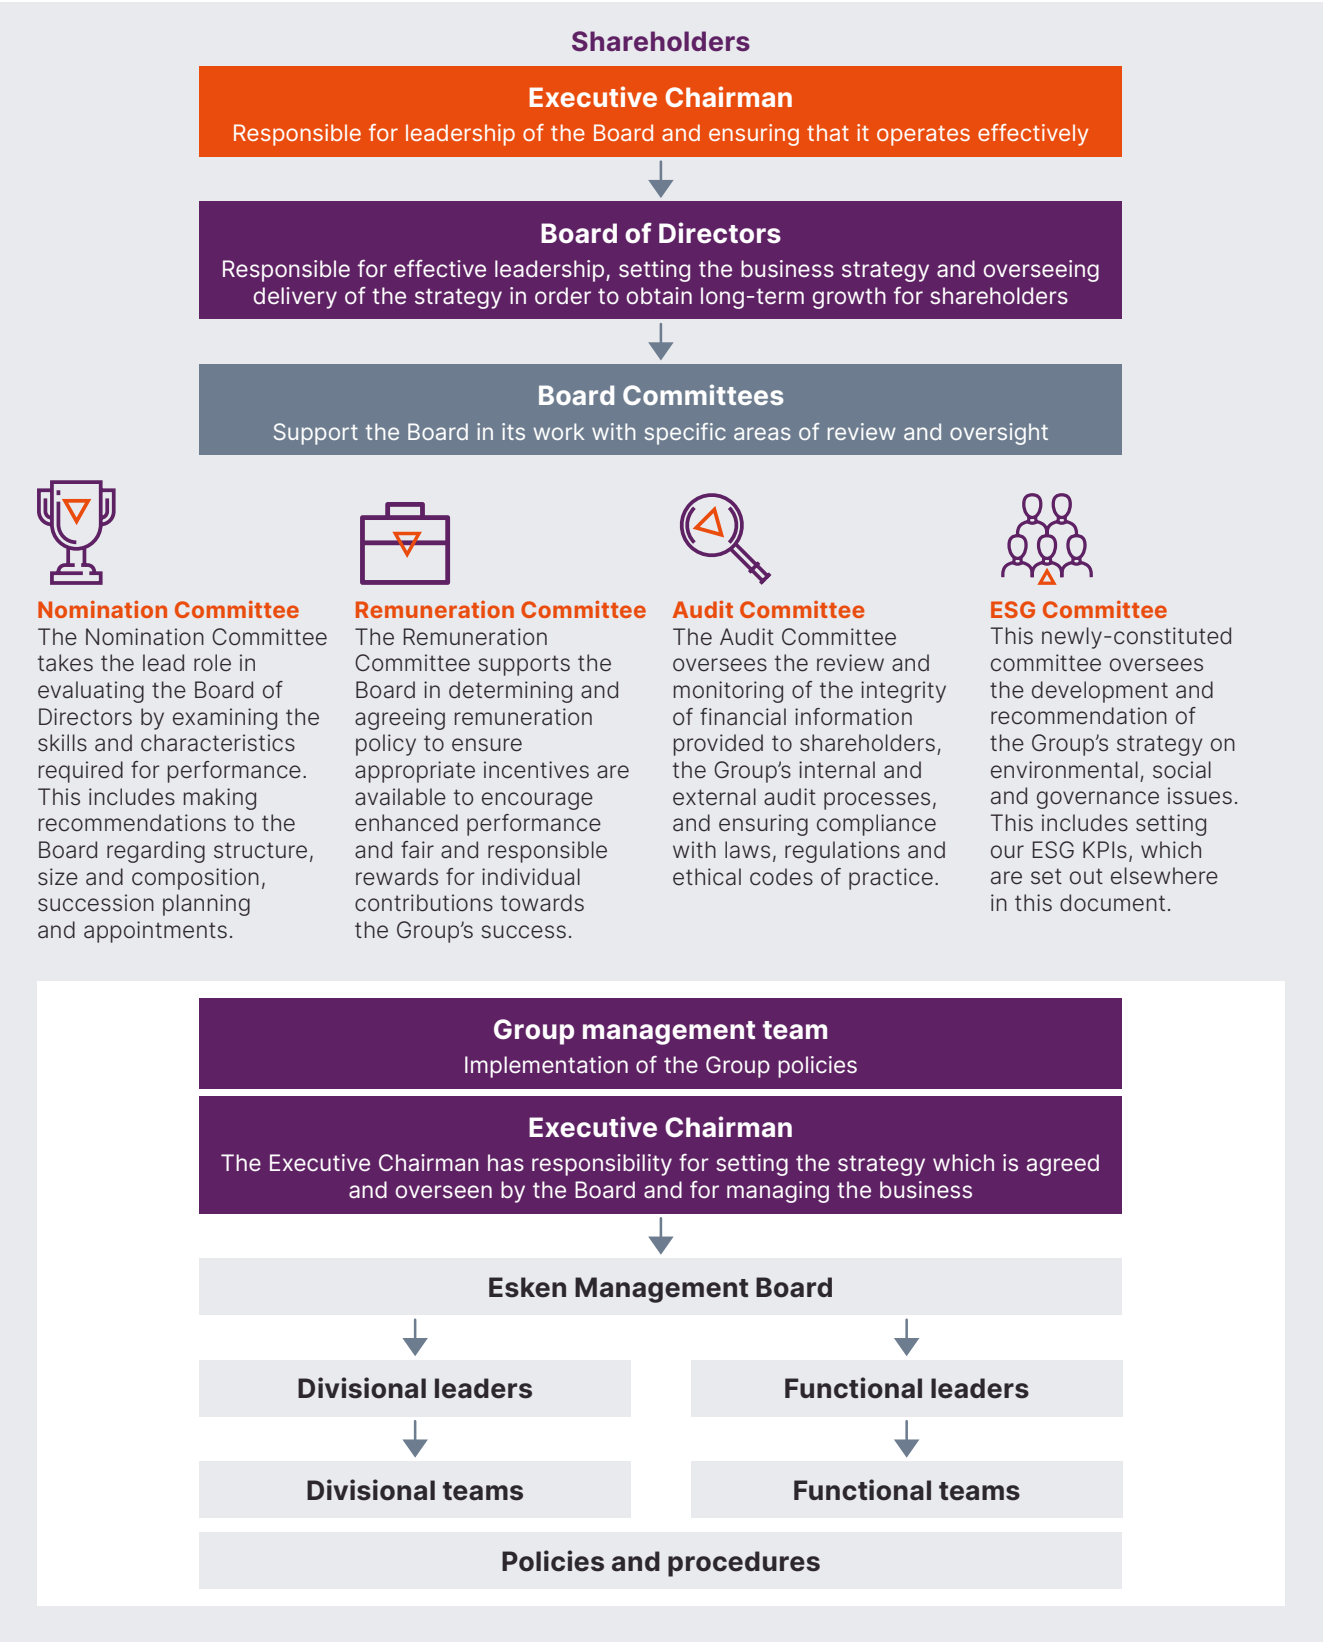 Shareholders
Executive Chairman
Responsible for leadership of the Board and ensuring that it operates effectively
Board of Directors
Responsible for effective leadership, setting the business strategy and overseeing
delivery of the strategy in order to obtain long-term growth for shareholders
Board Committees
Support the Board in its work with specific areas of review and oversight
Nomination Committee
The Nomination Committee
takes the lead role in
evaluating the Board of
Directors by examining the
skills and characteristics
required for performance.
This includes making
recommendations to the
Board regarding structure,
size and composition,
succession planning
and appointments.
Remuneration Committee
The Remuneration
Committee supports the
Board in determining and
agreeing remuneration
policy to ensure
appropriate incentives are
available to encourage
enhanced performance
and fair and responsible
rewards for individual
contributions towards
the Group’s success.
Audit Committee
The Audit Committee
oversees the review and
monitoring of the integrity
of financial information
provided to shareholders,
the Group’s internal and
external audit processes,
and ensuring compliance
with laws, regulations and
ethical codes of practice.
ESG Committee
This newly-constituted
committee oversees
the development and
recommendation of
the Group’s strategy on
environmental, social
and governance issues.
This includes setting
our ESG KPIs, which
are set out elsewhere
in this document.
Group management team
Implementation of the Group policies
Executive Chairman
The Executive Chairman has responsibility for setting the strategy which is agreed
and overseen by the Board and for managing the business
Esken Management Board
Divisional leaders
Functional leaders
Divisional teams
Functional teams
Policies and procedures